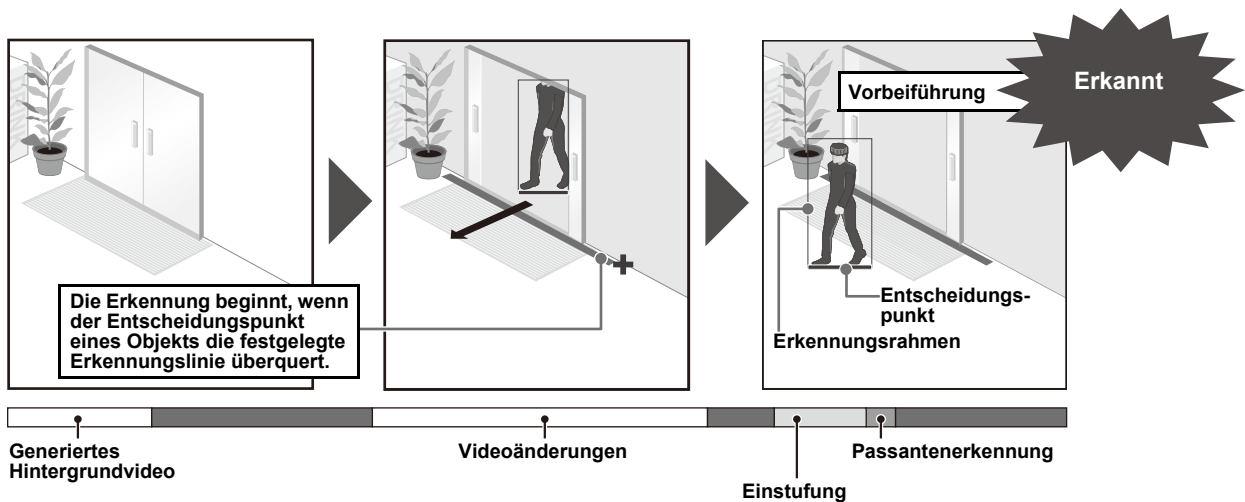 Erkannt
Vorbeiführung
Die Erkennung beginnt, wenn
der Entscheidungspunkt
eines Objekts die festgelegte
Erkennungslinie überquert.
Entscheidungs-
punkt
Erkennungsrahmen
Generiertes
Hintergrundvideo
Videoänderungen
Einstufung
Passantenerkennung